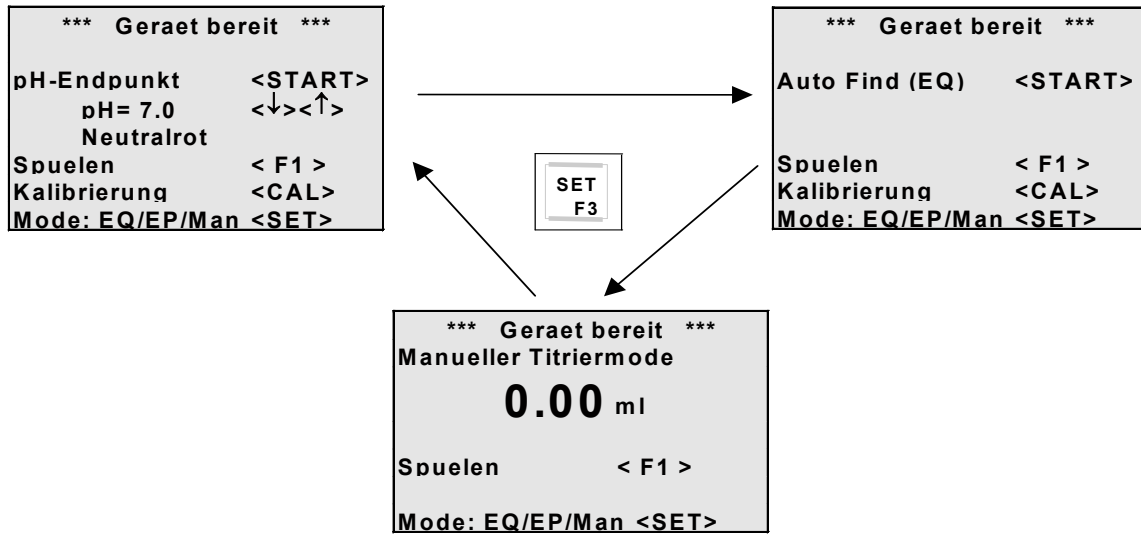 *** Geraet bereit ***
pH-Endpunkt <START>
pH= 7.0 <↓><↑>
Neutralrot
Spuelen < F1 >
Kalibrierung <CAL>
Mode: EQ/EP/Man <SET>
SET
F3
*** Geraet bereit ***
Auto Find (EQ) <START>
Spuelen < F1 >
Kalibrierung <CAL>
Mode: EQ/EP/Man <SET>
*** Geraet bereit ***
Manueller Titriermode
0.00 ml
Spuelen < F1 >
Mode: EQ/EP/Man <SET>